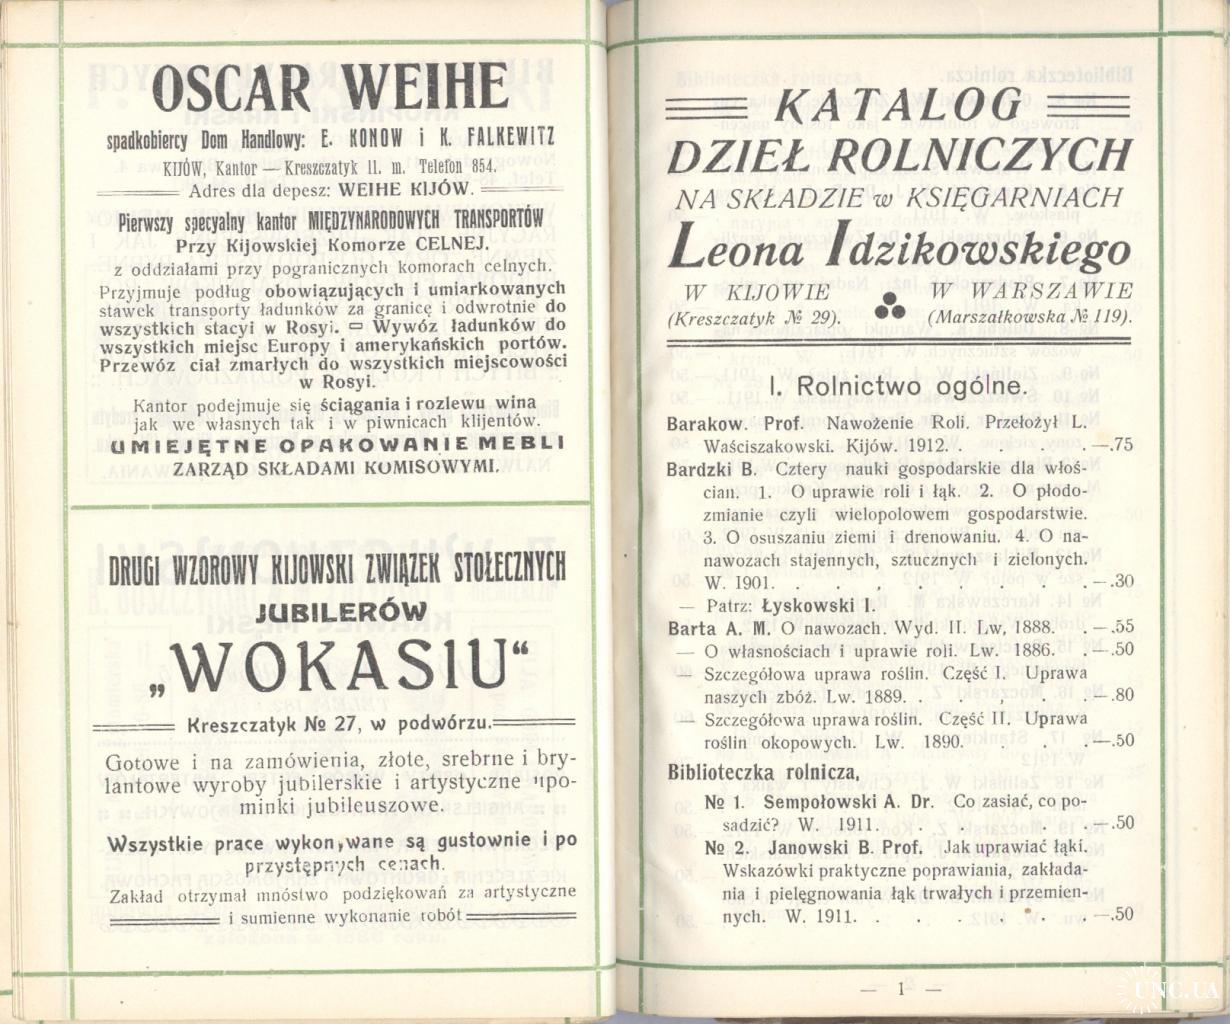 OSCAR WEIHE
spadkobiercy Dom Handlowy: E. KONOW i K. FALKEWITZ
KIJÓW, Kantor — Kreszczatyk 11. m. Telefon 854.
Adres dla depesz: WEIHE KIJÓW.
Pierwszy specyalny kantor MIĘDZYNARODOWYCH TRANSPORTÓW
Przy Kijowskiej Komorze CELNEJ.
z oddziałami przy pogranicznych komorach celnych.
Przyjmuje podług obowiązujących i umiarkowanych
stawek transporty ładunków za granicę i odwrotnie do
wszystkich stacyi w Rosyi. Wywóz ładunków do
wszystkich miejsc Europy i amerykańskich portów.
Przewóz ciał zmarłych do wszystkich miejscowości
w Rosyi.
Kantor podejmuje się ściągania i rozlewu wina
jak we własnych tak i w piwnicach klijentów.
UMIEJĘTNE OPAKOWANIE MEBLI
ZARZĄD SKŁADAMI KOMISOWYMI.
DRUGI WZOROWY KIJOWSKI ZWIĄZEK STOŁECZNYCH
JUBILERÓW
„WOKASIU“
Kreszczatyk № 27, w podwórzu.
Gotowe i na zamówienia, złote, srebrne i bry-
lantowe wyroby jubilerskie i artystyczne upo-
minki jubileuszowe.
Wszystkie prace wykonywane są gustownie i po
przystępnych cenach.
Zakład otrzymał mnóstwo podziękowań za artystyczne
i sumienne wykonanie robót
KATALOG
DZIEŁ ROLNICZYCH
NA SKŁADZIE w KSIĘGARNIACH
Leona Idzikowskiego
W KIJOWIE
(Kreszczatyk № 29).
W WARSZAWIE
(Marszałkowska № 119).
I. Rolnictwo ogólne.
Barakow. Prof. Nawożenie Roli. Przełożył L.
Waściszakowski. Kijów. 1912. . . . . —.75
Bardzki B. Cztery nauki gospodarskie dla włoś-
cian. 1. O uprawie roli i łąk. 2. O płodo-
zmianie czyli wielopolowem gospodarstwie.
3. O osuszaniu ziemi i drenowaniu. 4. O na-
nawozach stajennych, sztucznych i zielonych.
W. 1901. . . . . . . —.30
— Patrz: Łyskowski I.
Barta A. M. O nawozach. Wyd. II. Lw, 1888. . —.55
— O własnościach i uprawie roli. Lw. 1886. . —.50
— Szczegółowa uprawa roślin. Część I. Uprawa
naszych zbóż. Lw. 1889. . . . . —.80
— Szczegółowa uprawa roślin. Część II. Uprawa
roślin okopowych. Lw. 1890. . . . . —.50
Biblioteczka rolnicza,
№ 1. Sempołowski A. Dr. Co zasiać, co po-
sadzić? W. 1911. . . . . . —.50
№ 2. Janowski B. Prof. Jak uprawiać łąki.
Wskazówki praktyczne poprawiania, zakłada-
nia i pielęgnowania łąk trwałych i przemien-
nych. W. 1911. . . . . . . —.50
— 1 —
UNC.UA